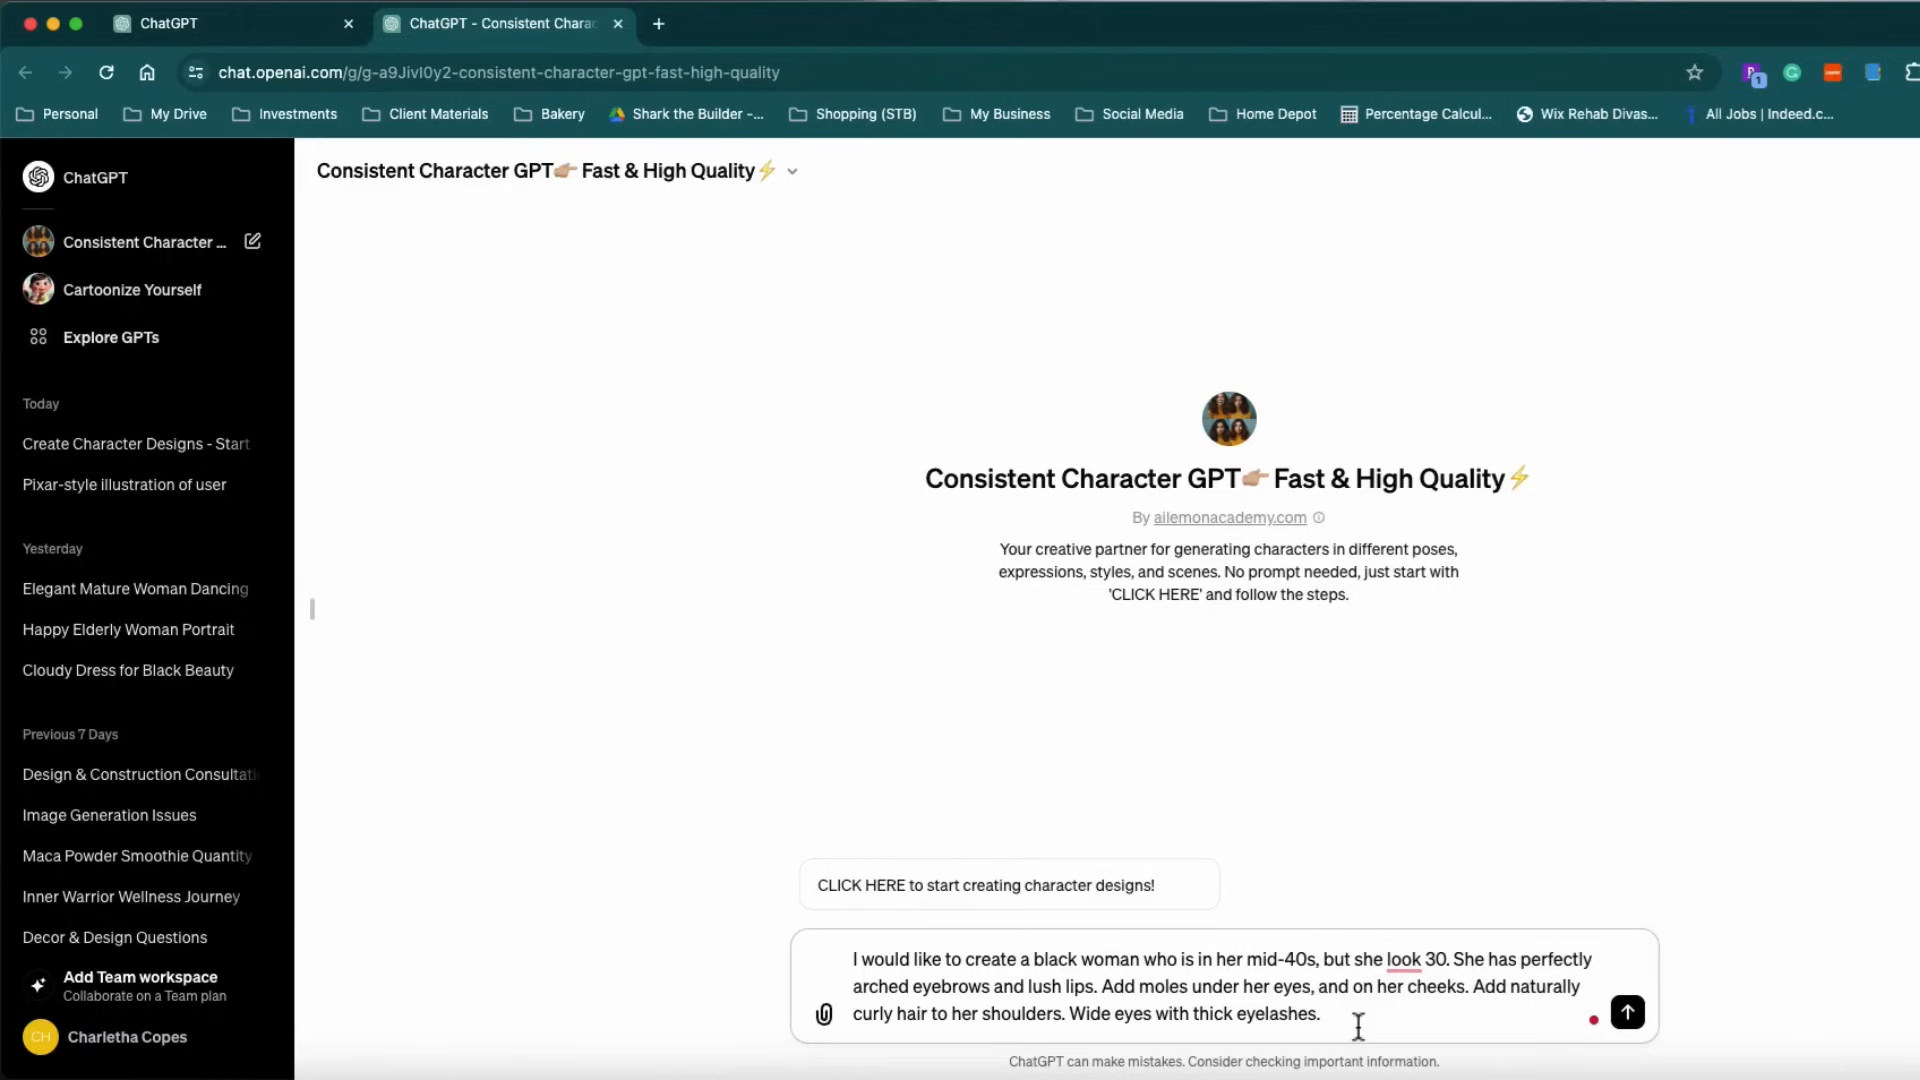 ChatGPT
ChatGPT - Consistent Charac
chat.openai.com/g/g-a9JivI0y2-consistent-character-gpt-fast-high-quality
1
Personal
My Drive
Investments
Client Materials
Bakery
Shark the Builder -...
Shopping (STB)
My Business
Social Media
Home Depot
Percentage Calcul...
Wix Rehab Divas...
All Jobs | Indeed.c...
ChatGPT
Consistent Character ...
Cartoonize Yourself
Explore GPTs
Today
Create Character Designs - Start
Pixar-style illustration of user
Yesterday
Elegant Mature Woman Dancing
Happy Elderly Woman Portrait
Cloudy Dress for Black Beauty
Previous 7 Days
Design & Construction Consultati
Image Generation Issues
Maca Powder Smoothie Quantity
Inner Warrior Wellness Journey
Decor & Design Questions
Add Team workspace
Collaborate on a Team plan
CH
Charletha Copes
Consistent Character GPT👉🏼 Fast & High Quality⚡
Consistent Character GPT👉🏼 Fast & High Quality⚡
By ailemonacademy.com
Your creative partner for generating characters in different poses,
expressions, styles, and scenes. No prompt needed, just start with
'CLICK HERE' and follow the steps.
CLICK HERE to start creating character designs!
I would like to create a black woman who is in her mid-40s, but she look 30. She has perfectly
arched eyebrows and lush lips. Add moles under her eyes, and on her cheeks. Add naturally
curly hair to her shoulders. Wide eyes with thick eyelashes.
ChatGPT can make mistakes. Consider checking important information.